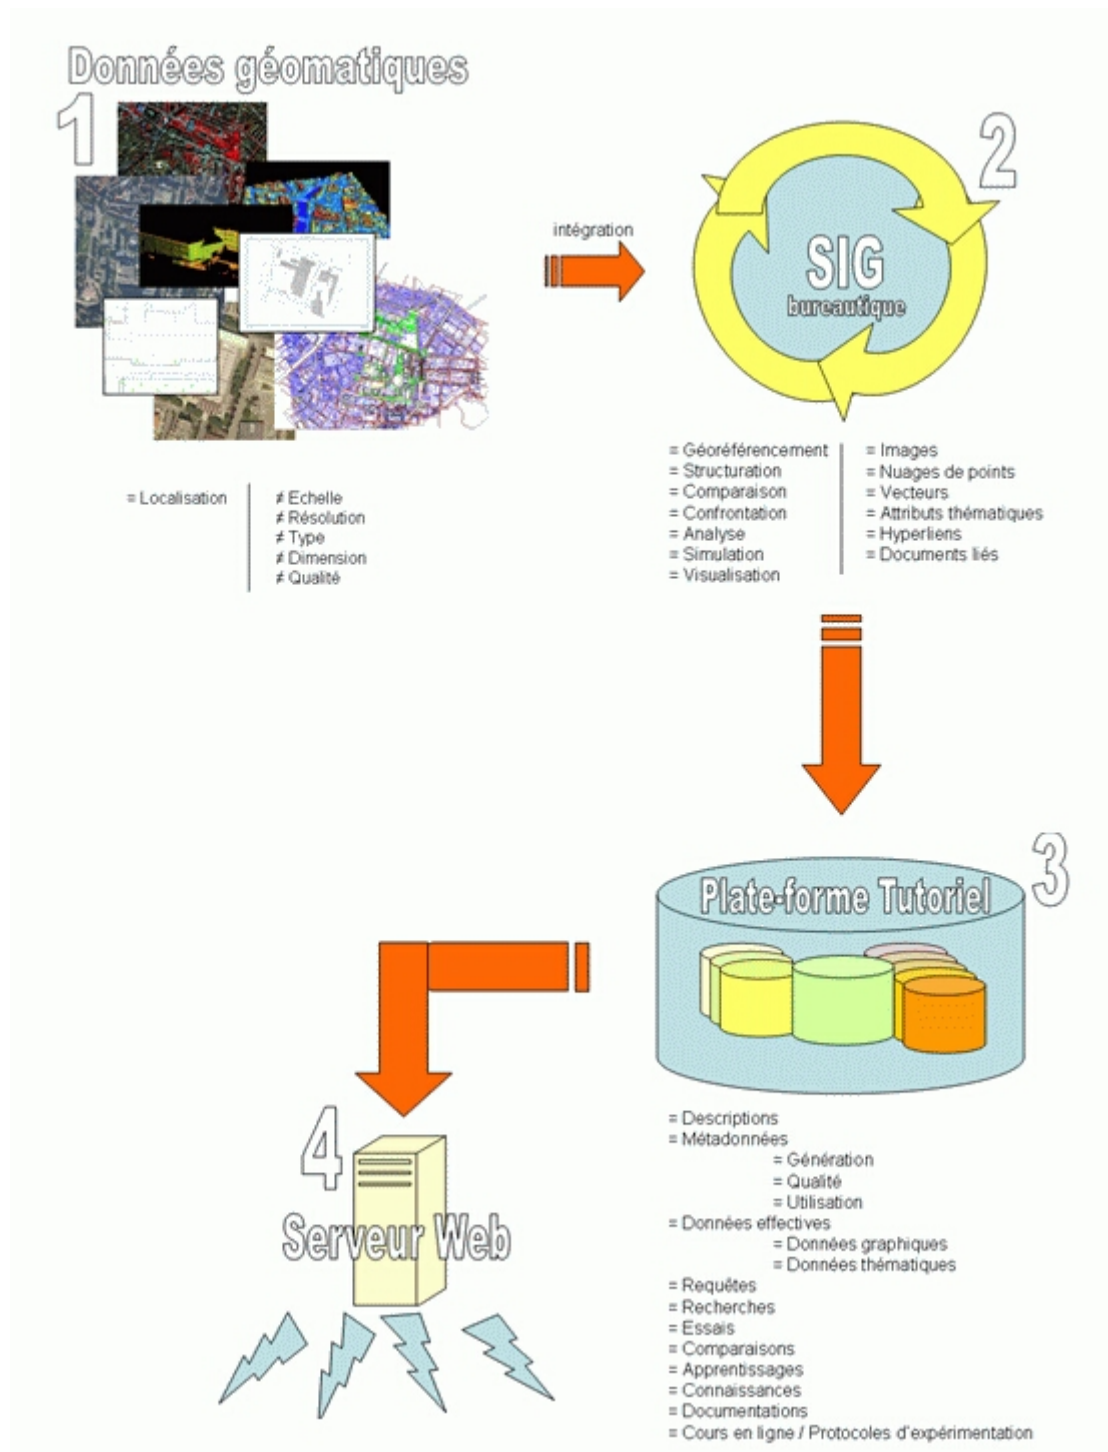 Données géomatiques
1
= Localisation
≠ Echelle
≠ Résolution
≠ Type
≠ Dimension
≠ Qualité
intégration
2
SIG
bureautique
= Géoréférencement
= Structuration
= Comparaison
= Confrontation
= Analyse
= Simulation
= Visualisation
= Images
= Nuages de points
= Vecteurs
= Attributs thématiques
= Hyperliens
= Documents liés
3
Plate-forme Tutoriel
= Descriptions
= Métadonnées
= Génération
= Qualité
= Utilisation
= Données effectives
= Données graphiques
= Données thématiques
= Requêtes
= Recherches
= Essais
= Comparaisons
= Apprentissages
= Connaissances
= Documentations
= Cours en ligne / Protocoles d'expérimentation
4
Serveur Web